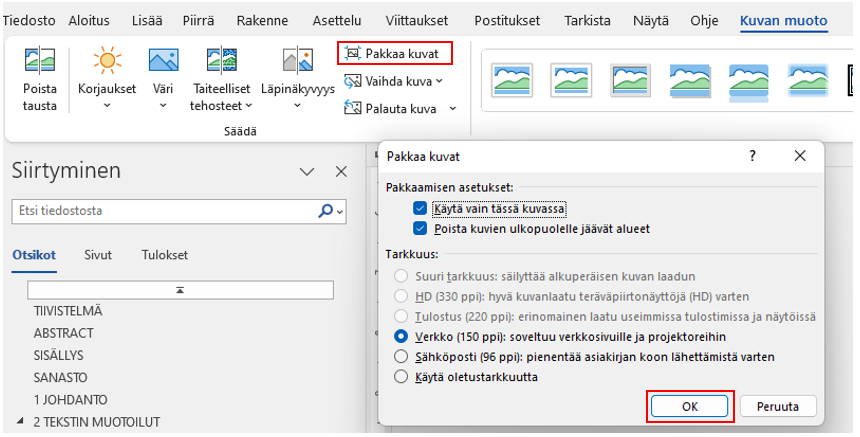 Tiedosto Aloitus Lisää Piirrä Rakenne Asettelu Viittaukset Postitukset Tarkista Näytä Ohje Kuvan muoto
Poista tausta
Korjaukset
Väri
Taiteelliset tehosteet
Läpinäkyvyys
Pakkaa kuvat
Vaihda kuva
Palauta kuva
Säädä
Siirtyminen
Etsi tiedostosta
Otsikot Sivut Tulokset
TIIVISTELMÄ
ABSTRACT
SISÄLLYS
SANASTO
1 JOHDANTO
2 TEKSTIN MUOTOILUT
Pakkaa kuvat ?
Pakkaamisen asetukset:
Käytä vain tässä kuvassa
Poista kuvien ulkopuolelle jäävät alueet
Tarkkuus:
Suuri tarkkuus: säilyttää alkuperäisen kuvan laadun
HD (330 ppi): hyvä kuvanlaatu teräväpiirtonäyttöjä (HD) varten
Tulostus (220 ppi): erinomainen laatu useimmissa tulostimissa ja näytöissä
Verkko (150 ppi): soveltuu verkkosivuille ja projektoreihin
Sähköposti (96 ppi): pienentää asiakirjan koon lähettämistä varten
Käytä oletustarkkuutta
OK Peruuta